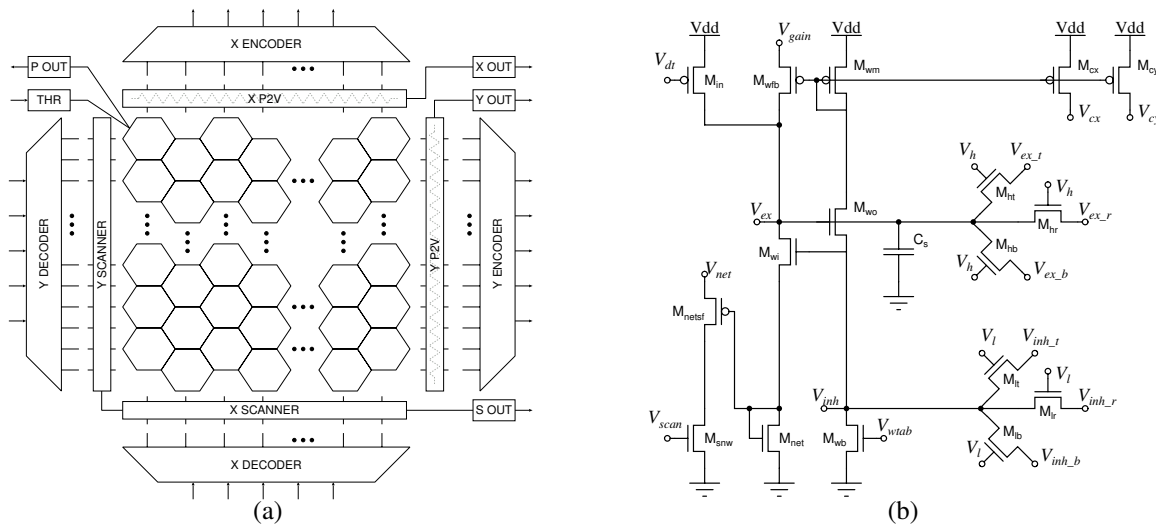 X ENCODER
P OUT
X OUT
X P2V
THR
Y OUT
Y DECODER
Y SCANNER
Y P2V
Y ENCODER
X SCANNER
S OUT
X DECODER
(a)
Vdd
V_gain
Vdd
Vdd
Vdd
V_dt
M_in
M_wfb
M_wm
M_cx
M_cy
V_cx
V_cy
V_h
V_ex_t
M_ht
V_h
V_ex
M_wo
M_hr
V_ex_r
C_s
M_wi
M_hb
V_h
V_ex_b
V_net
M_netsf
V_l
V_inh_t
M_lt
V_l
V_inh
M_lr
V_inh_r
V_scan
M_snw
M_net
M_wb
V_wtab
M_lb
V_l
V_inh_b
(b)